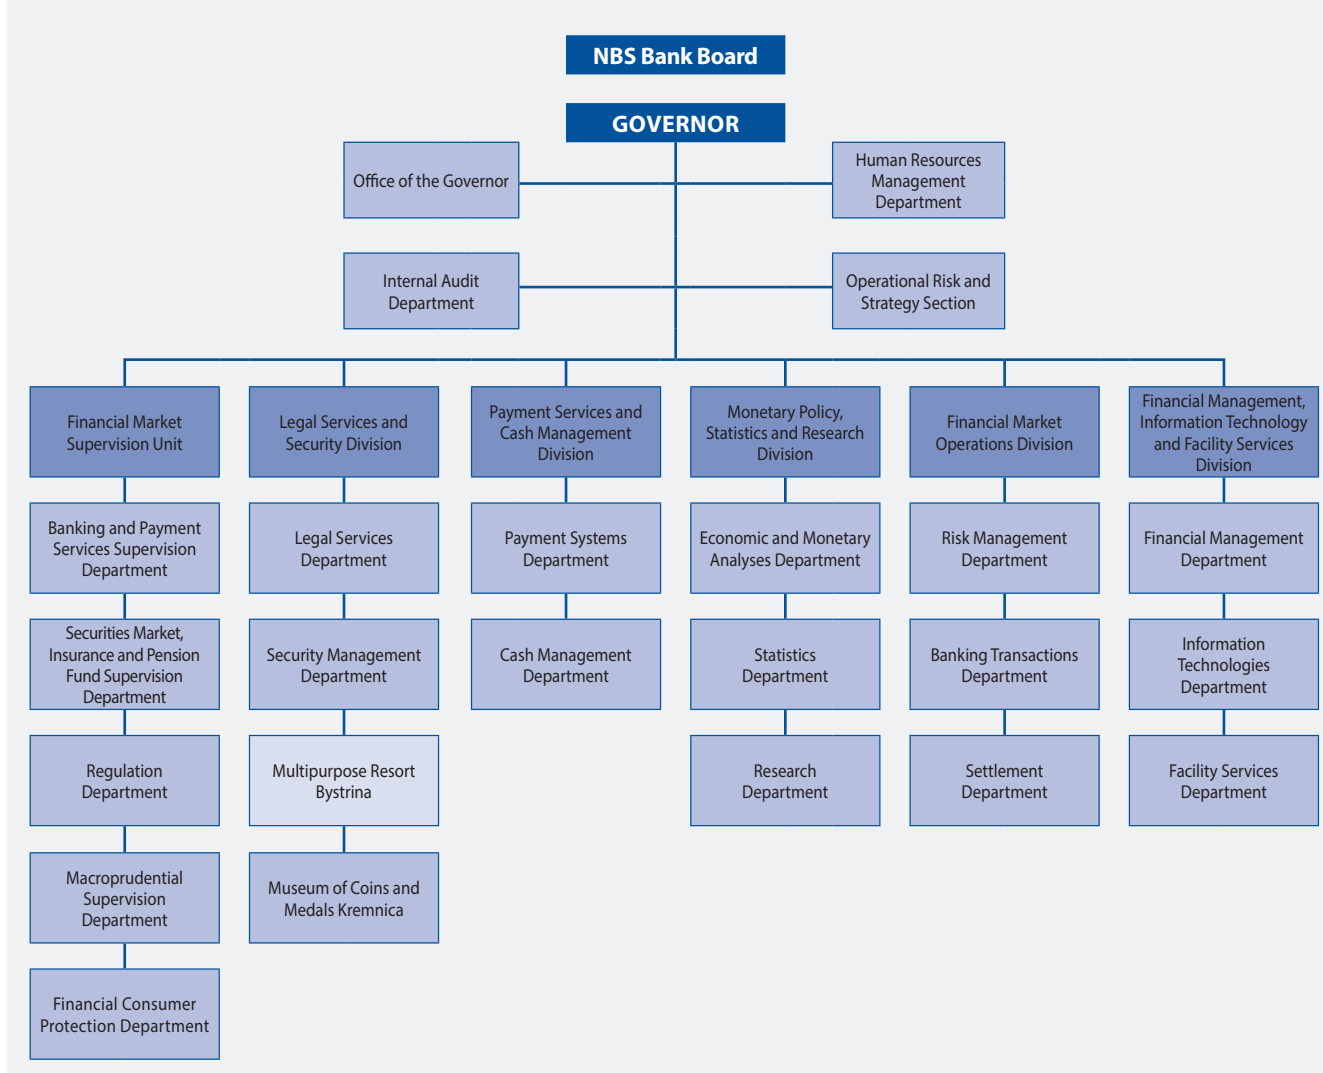 NBS Bank Board
GOVERNOR
Office of the Governor
Human Resources
Management
Department
Internal Audit
Department
Operational Risk and
Strategy Section
Financial Market
Supervision Unit
Legal Services and
Security Division
Payment Services and
Cash Management
Division
Monetary Policy,
Statistics and Research
Division
Financial Market
Operations Division
Financial Management,
Information Technology
and Facility Services
Division
Banking and Payment
Services Supervision
Department
Legal Services
Department
Payment Systems
Department
Economic and Monetary
Analyses Department
Risk Management
Department
Financial Management
Department
Securities Market,
Insurance and Pension
Fund Supervision
Department
Security Management
Department
Cash Management
Department
Statistics
Department
Banking Transactions
Department
Information
Technologies
Department
Regulation
Department
Multipurpose Resort
Bystrina
Research
Department
Settlement
Department
Facility Services
Department
Macroprudential
Supervision
Department
Museum of Coins and
Medals Kremnica
Financial Consumer
Protection Department